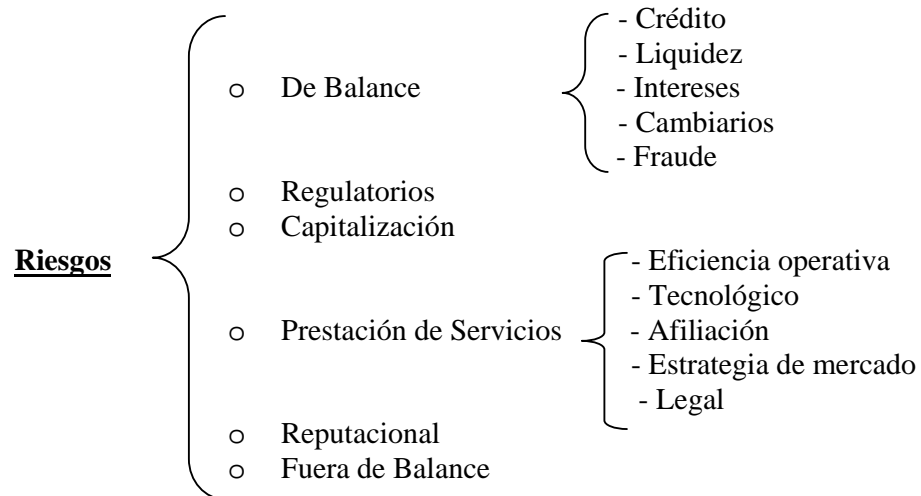 Riesgos
o De Balance
- Crédito
- Liquidez
- Intereses
- Cambiarios
- Fraude
o Regulatorios
o Capitalización
o Prestación de Servicios
- Eficiencia operativa
- Tecnológico
- Afiliación
- Estrategia de mercado
- Legal
o Reputacional
o Fuera de Balance